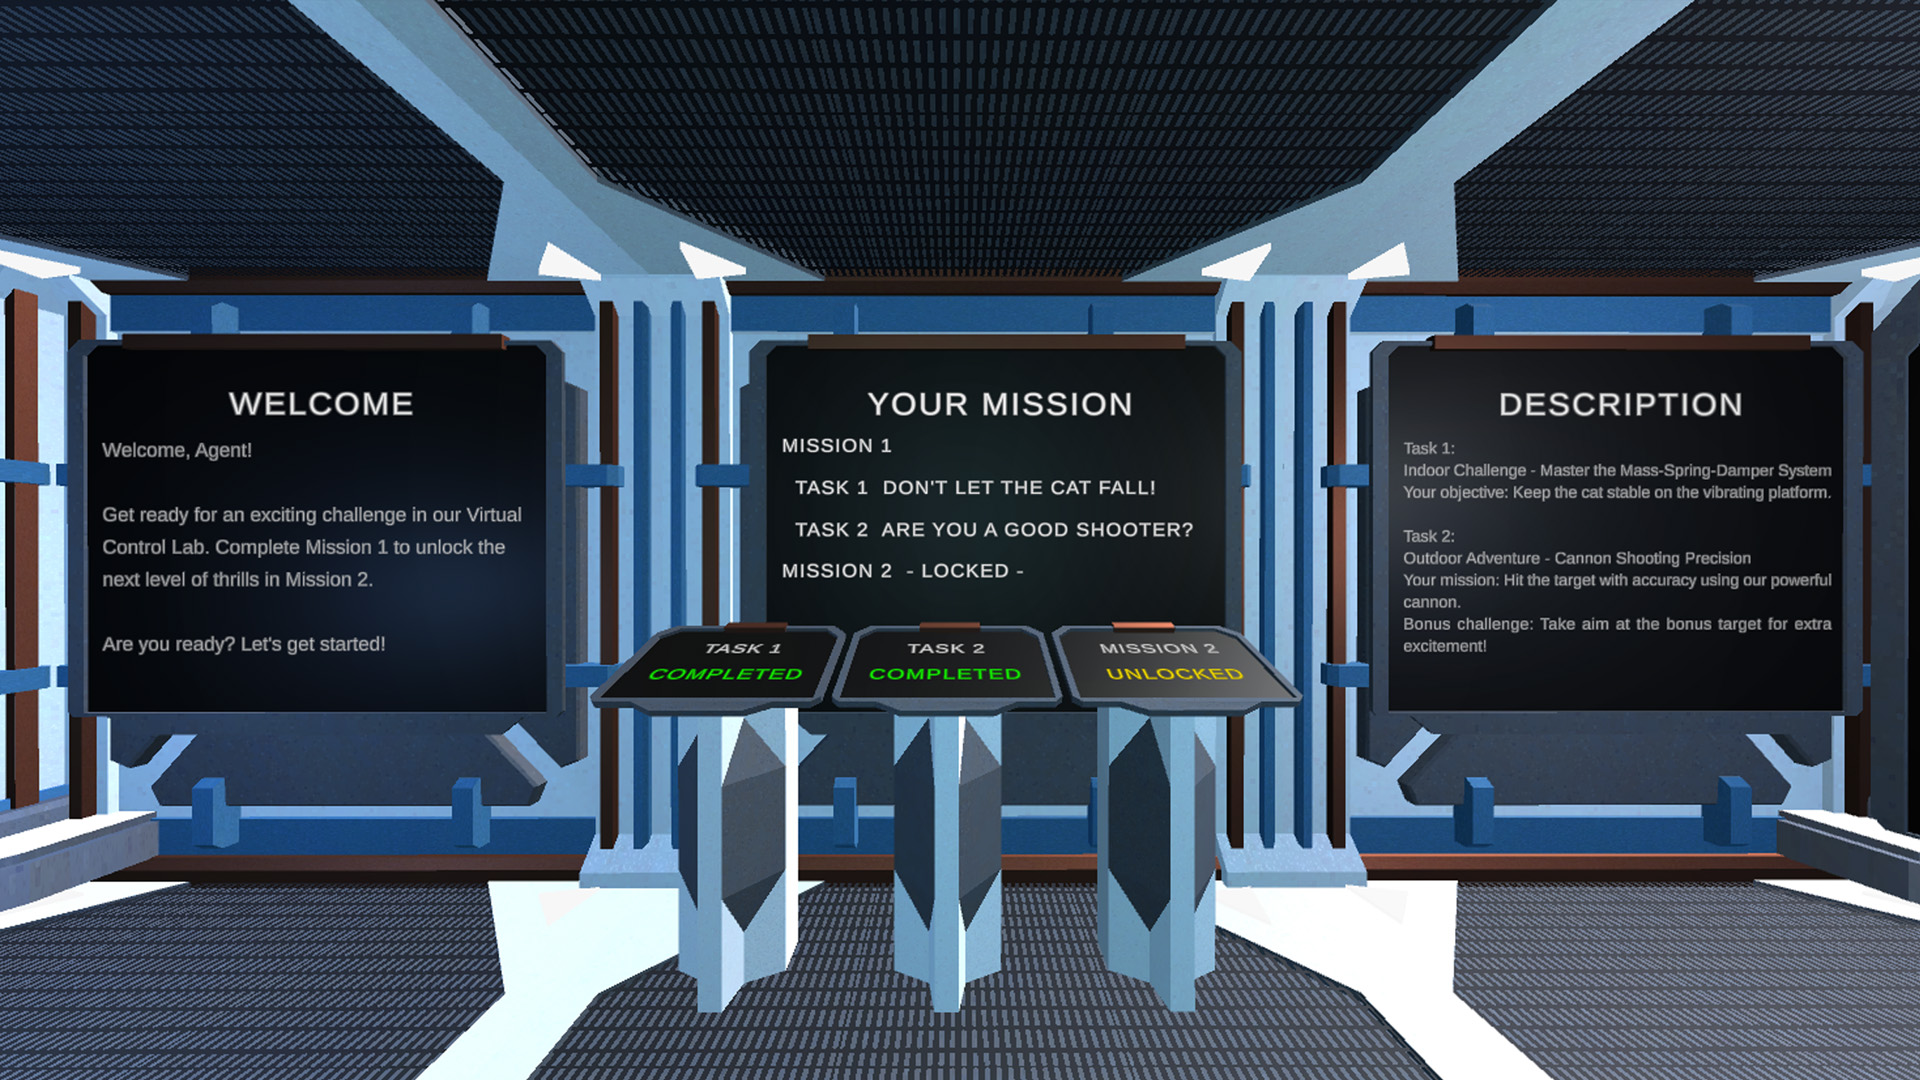 WELCOME
Welcome, Agent!
Get ready for an exciting challenge in our Virtual
Control Lab. Complete Mission 1 to unlock the
next level of thrills in Mission 2.
Are you ready? Let's get started!
YOUR MISSION
MISSION 1
TASK 1 DON'T LET THE CAT FALL!
TASK 2 ARE YOU A GOOD SHOOTER?
MISSION 2 - LOCKED -
TASK 1
COMPLETED
TASK 2
COMPLETED
MISSION 2
UNLOCKED
DESCRIPTION
Task 1:
Indoor Challenge - Master the Mass-Spring-Damper System
Your objective: Keep the cat stable on the vibrating platform.
Task 2:
Outdoor Adventure - Cannon Shooting Precision
Your mission: Hit the target with accuracy using our powerful
cannon.
Bonus challenge: Take aim at the bonus target for extra
excitement!